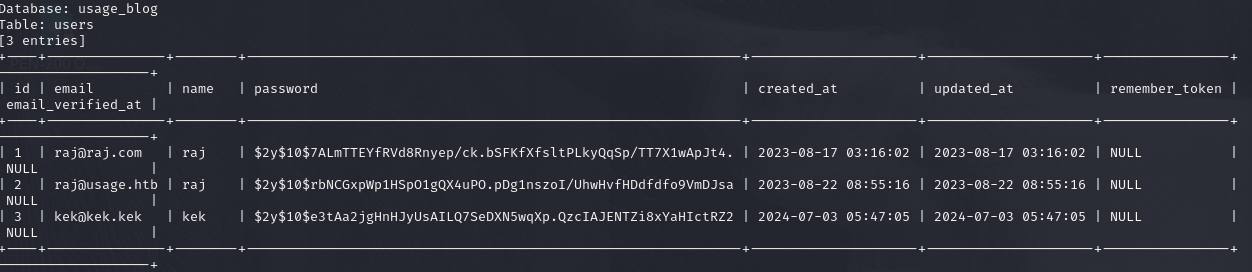 Database: usage_blog
Table: users
[3 entries]
| id | email | name | password | created_at | updated_at | remember_token |
email_verified_at |
| 1 | raj@raj.com | raj | $2y$10$7ALmTTEYfRVd8Rnyep/ck.bSFKfXfsltPLkyQqSp/TT7X1wApJt4. | 2023-08-17 03:16:02 | 2023-08-17 03:16:02 | NULL |
NULL |
| 2 | raj@usage.htb | raj | $2y$10$rbNCGxpWp1HSpO1gQX4uPO.pDg1nszoI/UhwHvfHDdfdfo9VmDJsa | 2023-08-22 08:55:16 | 2023-08-22 08:55:16 | NULL |
NULL |
| 3 | kek@kek.kek | kek | $2y$10$e3tAa2jgHnHJyUsAILQ7SeDXN5wqXp.QzcIAJENTZi8xYaHIctRZ2 | 2024-07-03 05:47:05 | 2024-07-03 05:47:05 | NULL |
NULL |